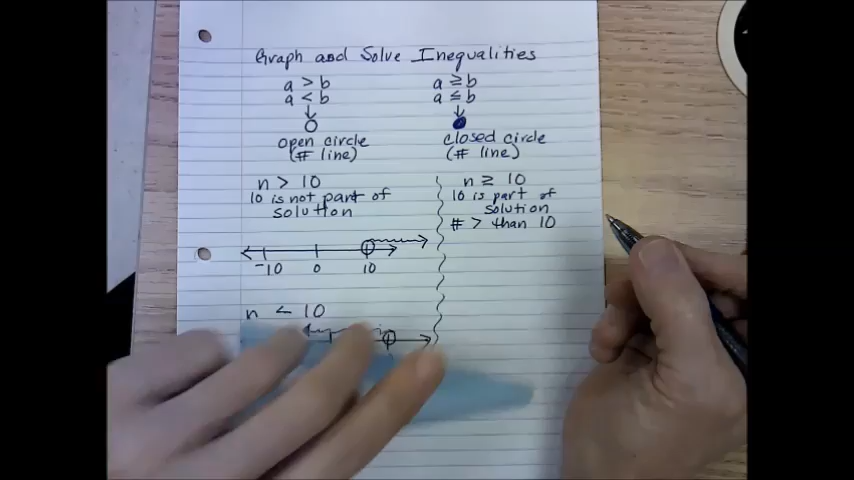 Graph and Solve Inequalities
a > b
a < b
open circle
(# line)
n > 10
10 is not part of
solution
-10 0 10
n < 10
a ≥ b
a ≤ b
closed circle
(# line)
n ≥ 10
10 is part of
solution
# > than 10